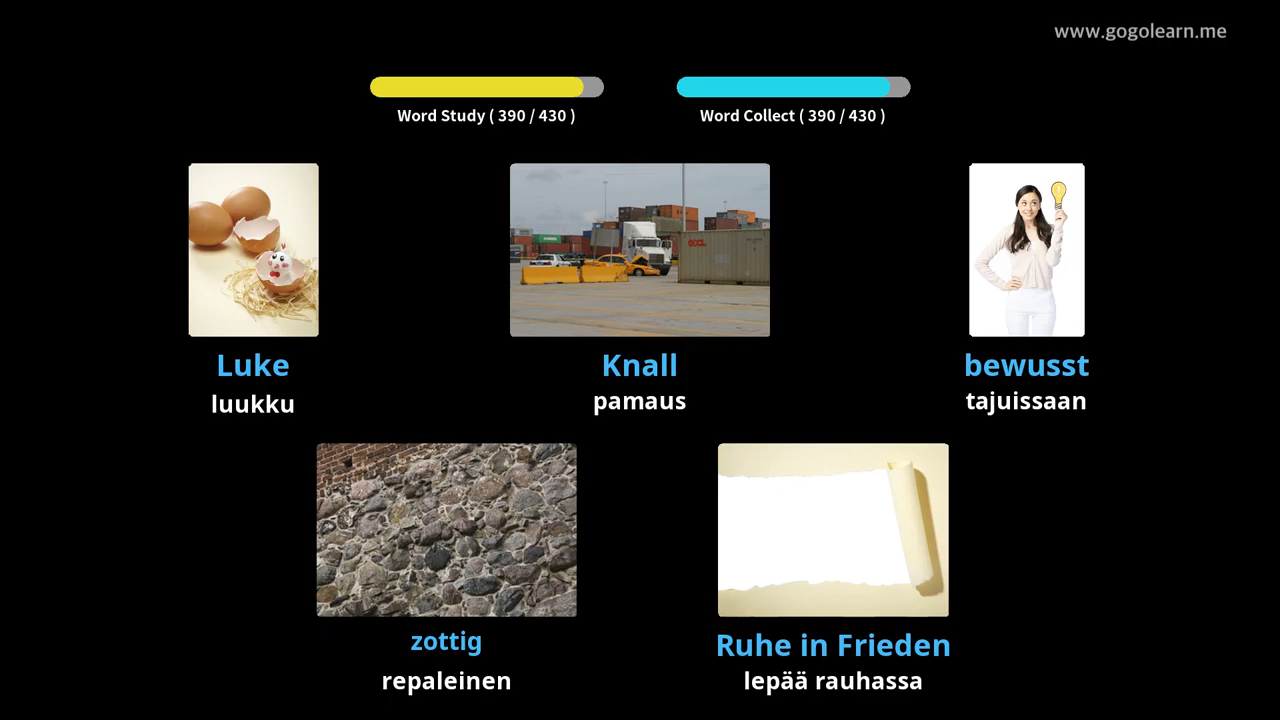 www.gogolearn.me
Word Study ( 390 / 430 )
Word Collect ( 390 / 430 )
Luke
luukku
Knall
pamaus
bewusst
tajuissaan
zottig
repaleinen
Ruhe in Frieden
lepää rauhassa